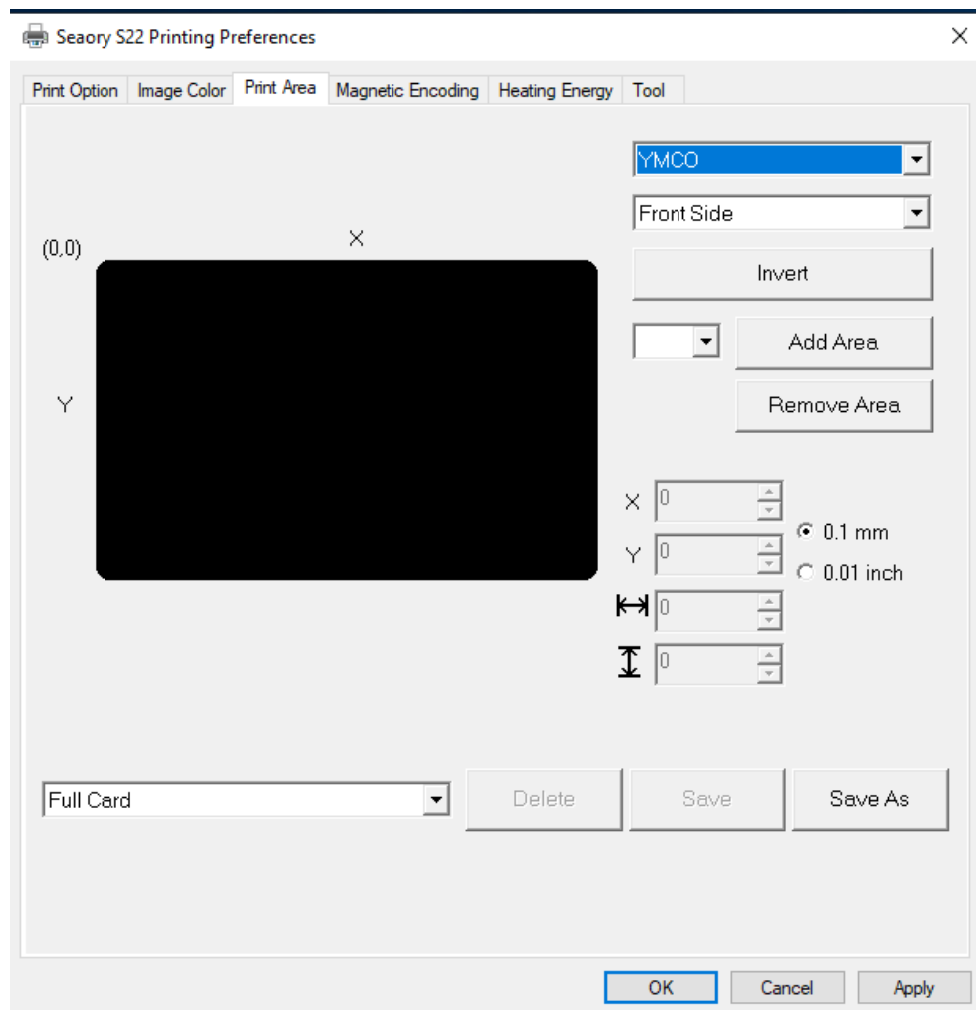 Seaory S22 Printing Preferences
Print Option Image Color Print Area Magnetic Encoding Heating Energy Tool
YMCO
Front Side
(0,0)
X
Invert
Add Area
Y
Remove Area
X 0
0.1 mm
Y 0
0.01 inch
0
0
Full Card
Delete Save Save As
OK Cancel Apply